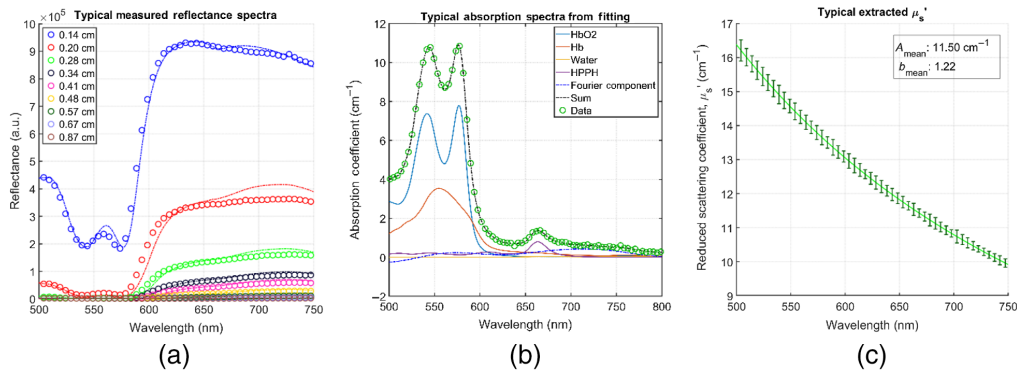 Typical measured reflectance spectra
× 10⁵
10
9
8
7
6
5
4
3
2
1
0
Reflectance (a.u.)
0.14 cm
0.20 cm
0.28 cm
0.34 cm
0.41 cm
0.48 cm
0.57 cm
0.67 cm
0.87 cm
500 550 600 650 700 750
Wavelength (nm)
(a)
Typical absorption spectra from fitting
12
10
8
6
4
2
0
−2
Absorption coefficient (cm⁻¹)
HbO2
Hb
Water
HPPH
Fourier component
Sum
Data
500 550 600 650 700 750 800
Wavelength (nm)
(b)
Typical extracted μₛ'
17
16
15
14
13
12
11
10
9
Reduced scattering coefficient, μₛ' (cm⁻¹)
A mean: 11.50 cm⁻¹
b mean: 1.22
500 550 600 650 700 750
Wavelength (nm)
(c)